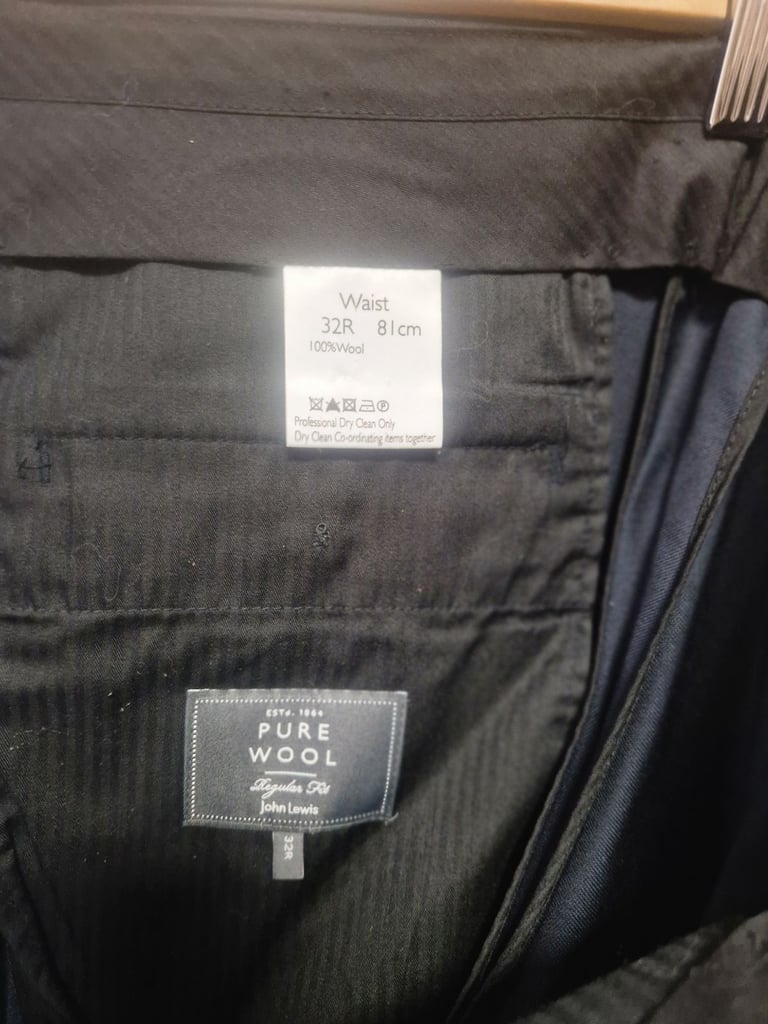 Waist
32R 81cm
100%Wool
P
Professional Dry Clean Only
Dry Clean Co-ordinating items together
ESTd. 1864
PURE
WOOL
Regular Fit
John Lewis
32R